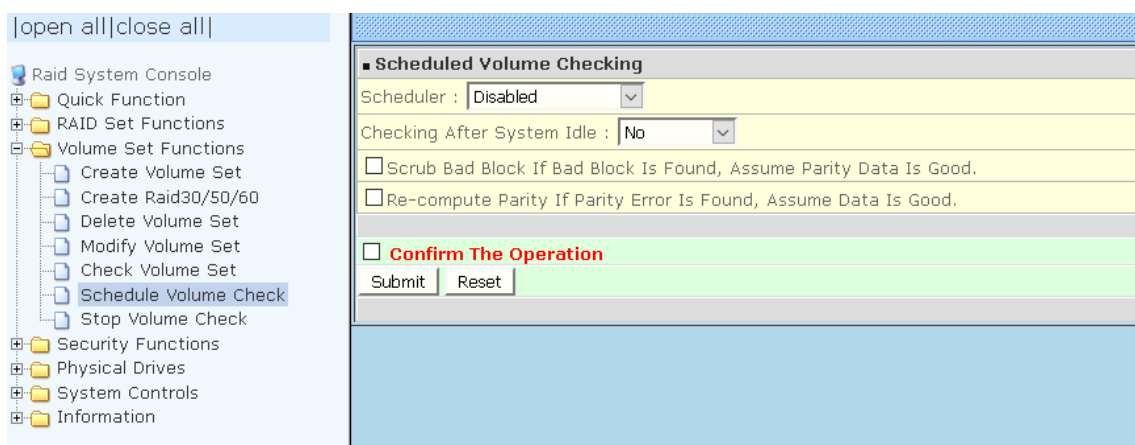 |open all|close all|
Raid System Console
Quick Function
RAID Set Functions
Volume Set Functions
Create Volume Set
Create Raid30/50/60
Delete Volume Set
Modify Volume Set
Check Volume Set
Schedule Volume Check
Stop Volume Check
Security Functions
Physical Drives
System Controls
Information
Scheduled Volume Checking
Scheduler : Disabled
Checking After System Idle : No
Scrub Bad Block If Bad Block Is Found, Assume Parity Data Is Good.
Re-compute Parity If Parity Error Is Found, Assume Data Is Good.
Confirm The Operation
Submit Reset